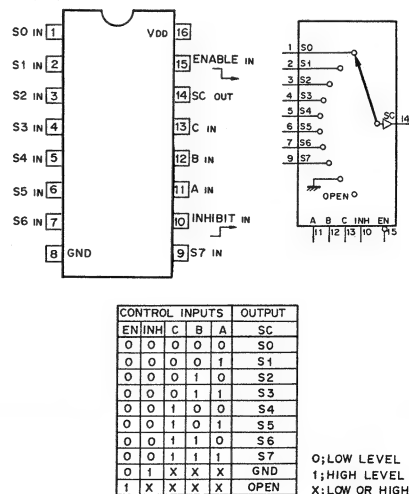 S0 IN 1
S1 IN 2
S2 IN 3
S3 IN 4
S4 IN 5
S5 IN 6
S6 IN 7
8 GND
VDD 16
15 ENABLE IN
14 SC OUT
13 C IN
12 B IN
11 A IN
10 INHIBIT IN
9 S7 IN
1 S0
2 S1
3 S2
4 S3
5 S4
6 S5
7 S6
9 S7
SC 14
OPEN
A B C INH EN
11 12 13 10 15
CONTROL INPUTS OUTPUT
EN INH C B A SC
0 0 0 0 0 S0
0 0 0 0 1 S1
0 0 0 1 0 S2
0 0 0 1 1 S3
0 0 1 0 0 S4
0 0 1 0 1 S5
0 0 1 1 0 S6
0 0 1 1 1 S7
0 1 X X X GND
1 X X X X OPEN
0; LOW LEVEL
1; HIGH LEVEL
X; LOW OR HIGH